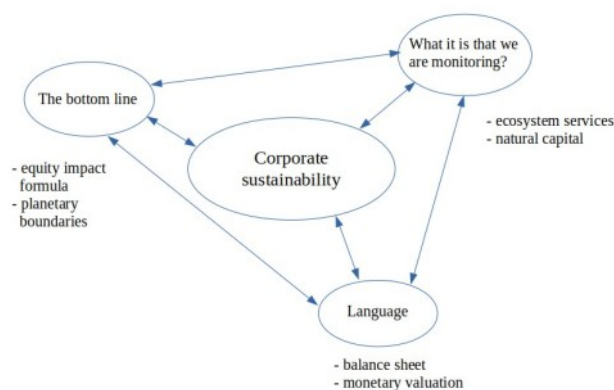 What it is that we
are monitoring?
The bottom line
- ecosystem services
- natural capital
Corporate
sustainability
- equity impact
formula
- planetary
boundaries
Language
- balance sheet
- monetary valuation